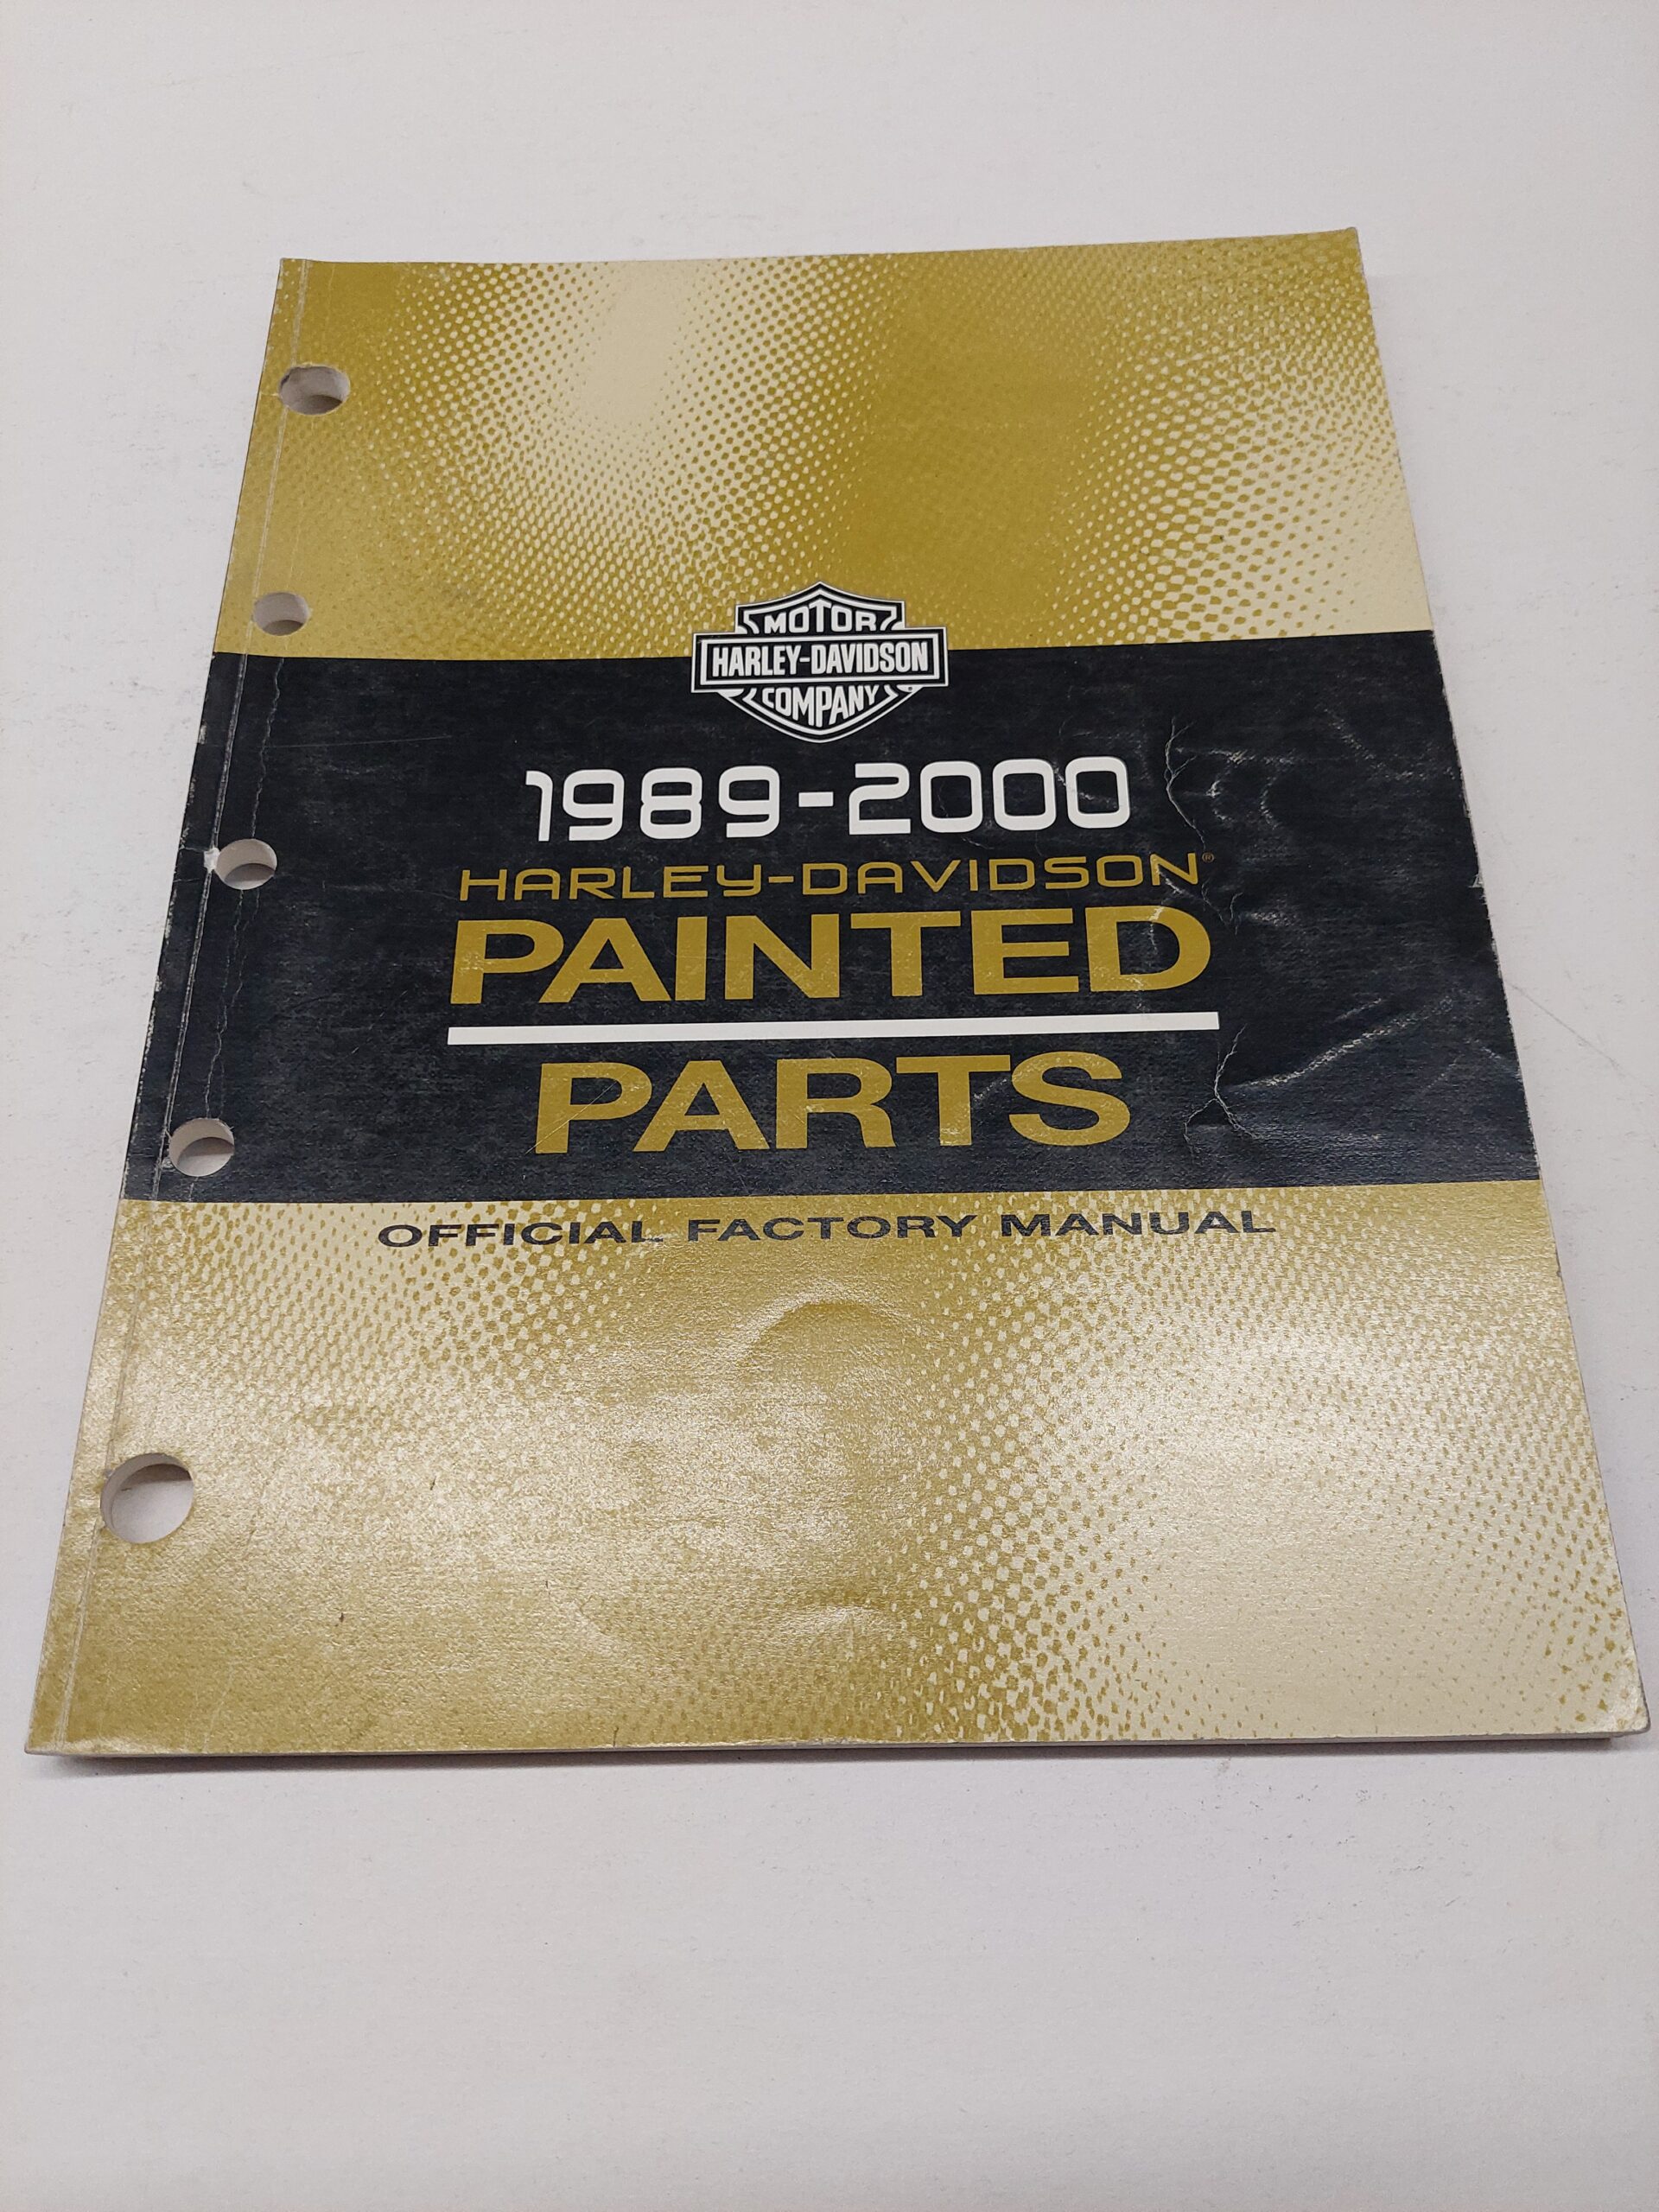 MOTOR
HARLEY-DAVIDSON
COMPANY
1989-2000
HARLEY-DAVIDSON®
PAINTED
PARTS
OFFICIAL FACTORY MANUAL